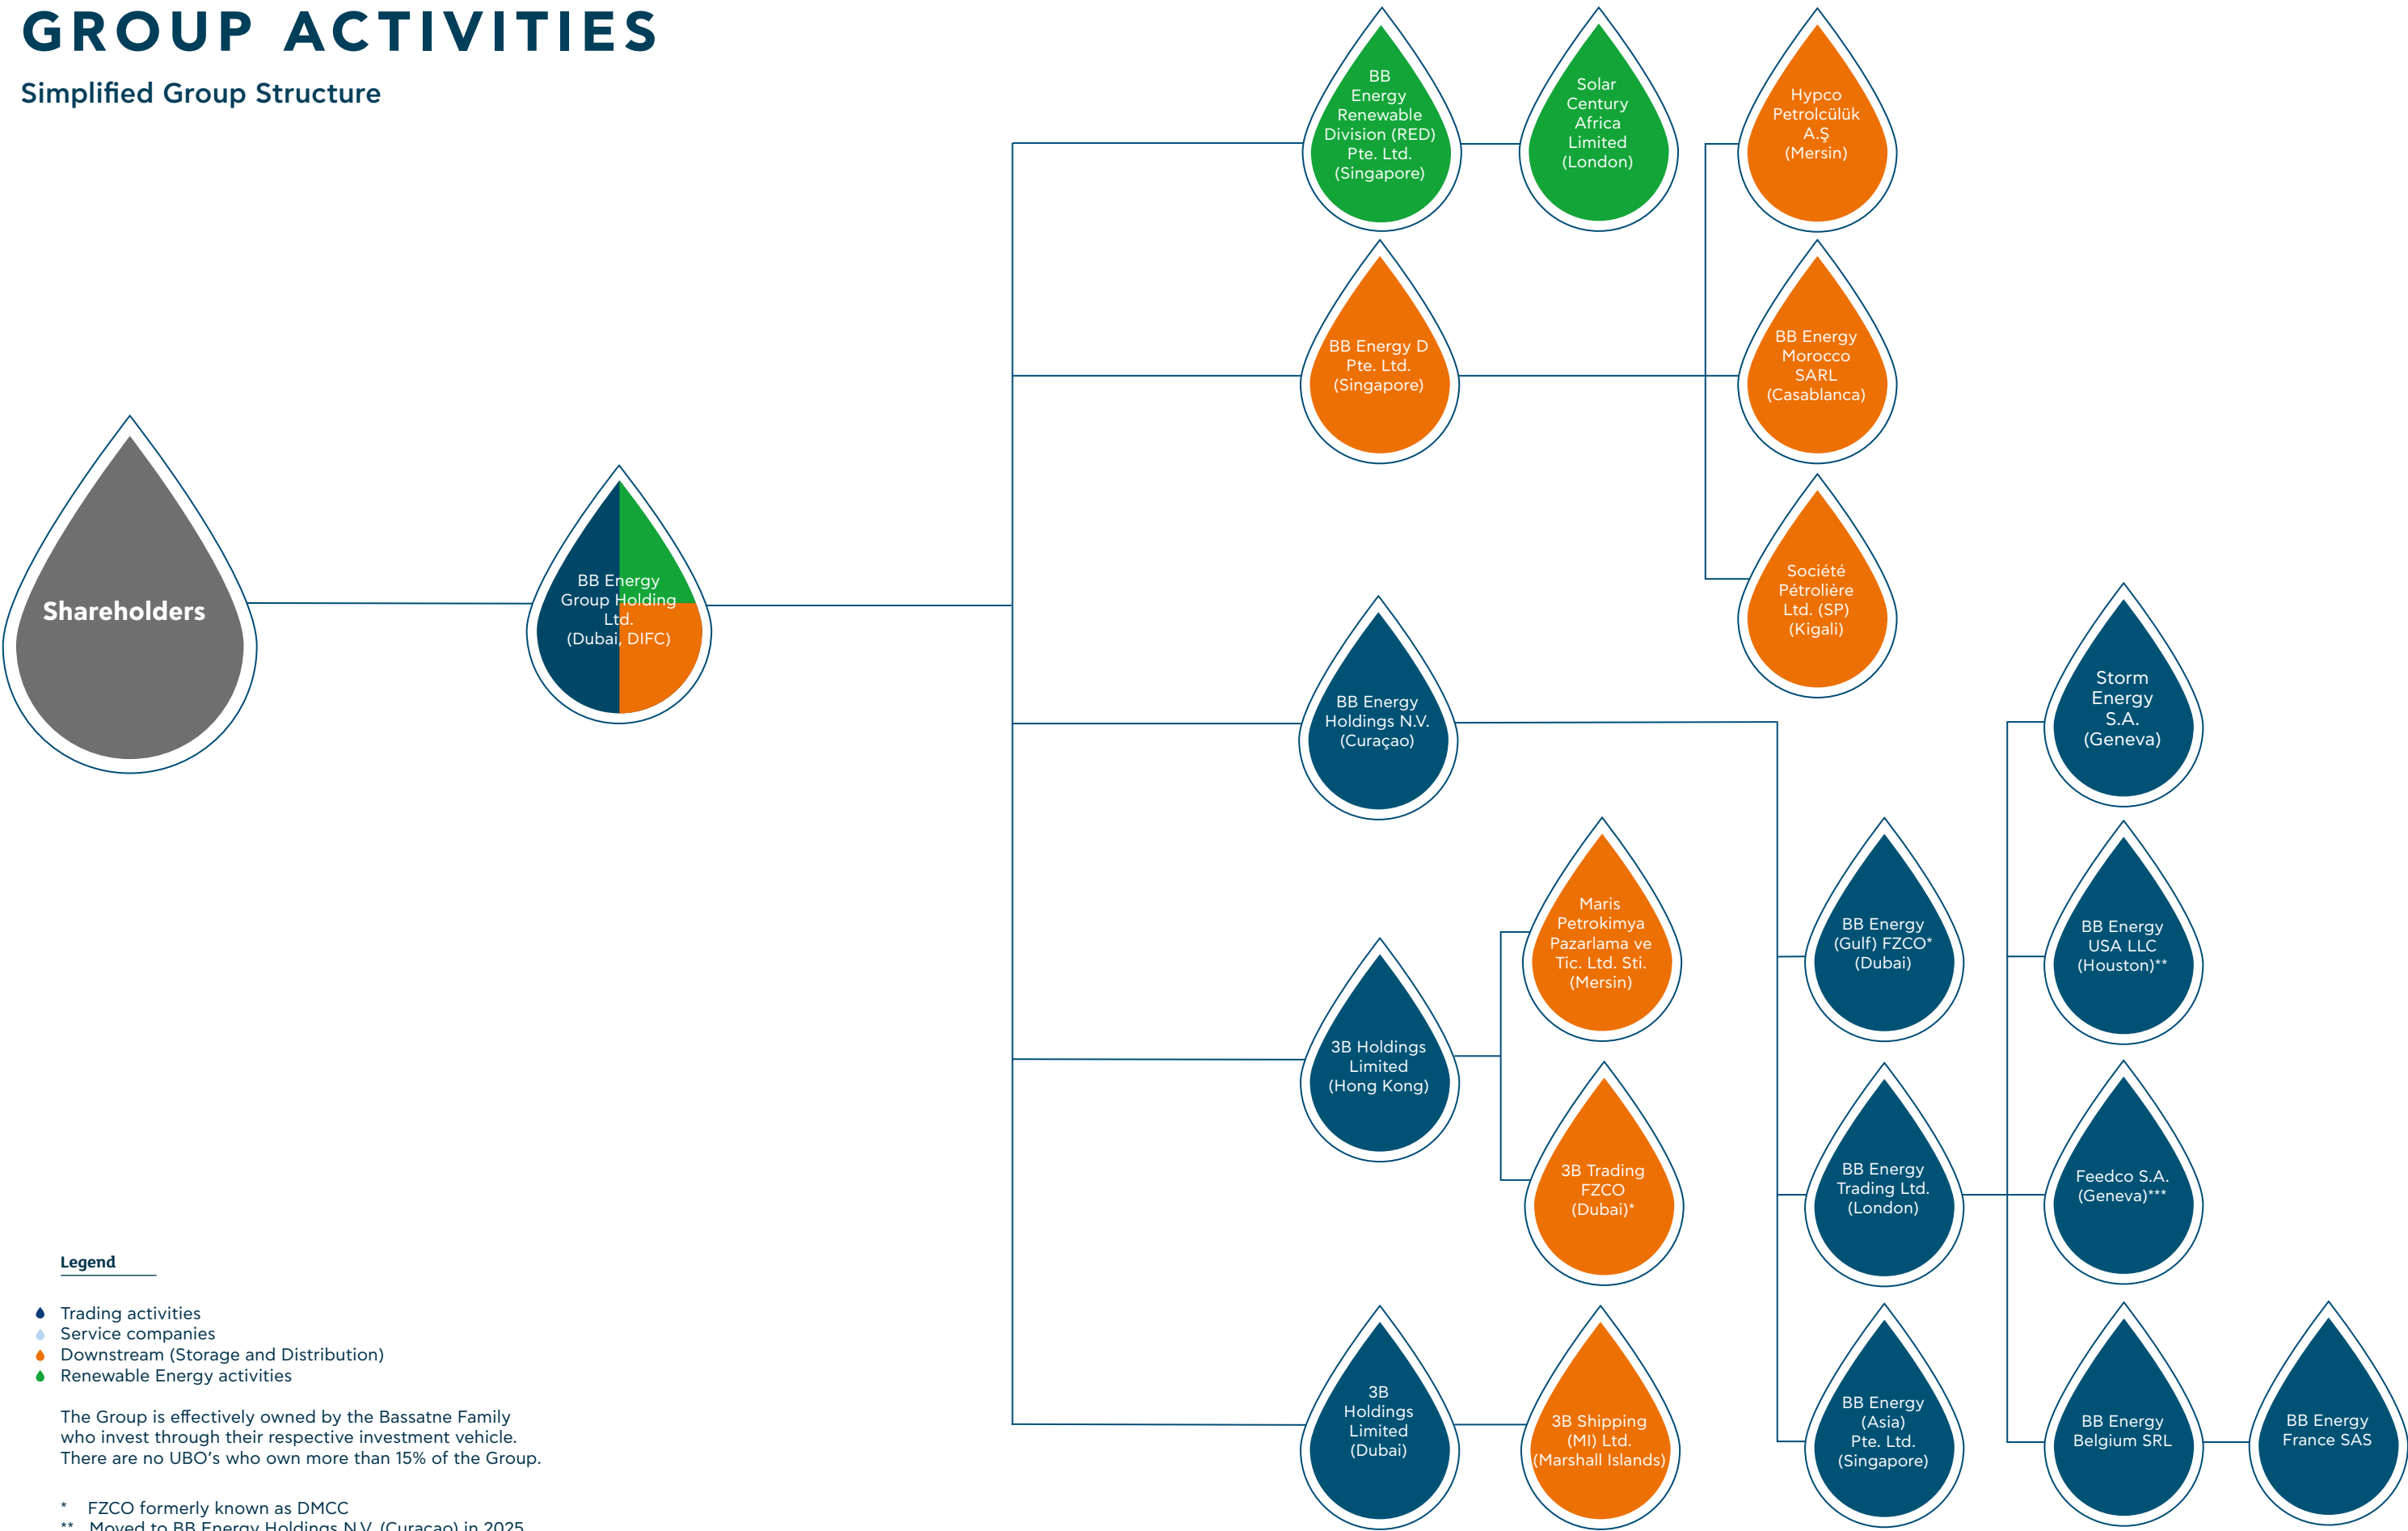 GROUP ACTIVITIES
Simplified Group Structure
BB
Energy
Renewable
Division (RED)
Pte. Ltd.
(Singapore)
Solar
Century
Africa
Limited
(London)
Hypco
Petrolcülük
A.Ş
(Mersin)
BB Energy D
Pte. Ltd.
(Singapore)
BB Energy
Morocco
SARL
(Casablanca)
Shareholders
BB Energy
Group Holding
Ltd.
(Dubai, DIFC)
Société
Pétrolière
Ltd. (SP)
(Kigali)
BB Energy
Holdings N.V.
(Curaçao)
Storm
Energy
S.A.
(Geneva)
Maris
Petrokimya
Pazarlama ve
Tic. Ltd. Sti.
(Mersin)
BB Energy
(Gulf) FZCO*
(Dubai)
BB Energy
USA LLC
(Houston)**
3B Holdings
Limited
(Hong Kong)
3B Trading
FZCO
(Dubai)*
BB Energy
Trading Ltd.
(London)
Feedco S.A.
(Geneva)***
3B
Holdings
Limited
(Dubai)
3B Shipping
(MI) Ltd.
(Marshall Islands)
BB Energy
(Asia)
Pte. Ltd.
(Singapore)
BB Energy
Belgium SRL
BB Energy
France SAS
Legend
Trading activities
Service companies
Downstream (Storage and Distribution)
Renewable Energy activities
The Group is effectively owned by the Bassatne Family
who invest through their respective investment vehicle.
There are no UBO's who own more than 15% of the Group.
* FZCO formerly known as DMCC
** Moved to BB Energy Holdings N.V. (Curaçao) in 2025